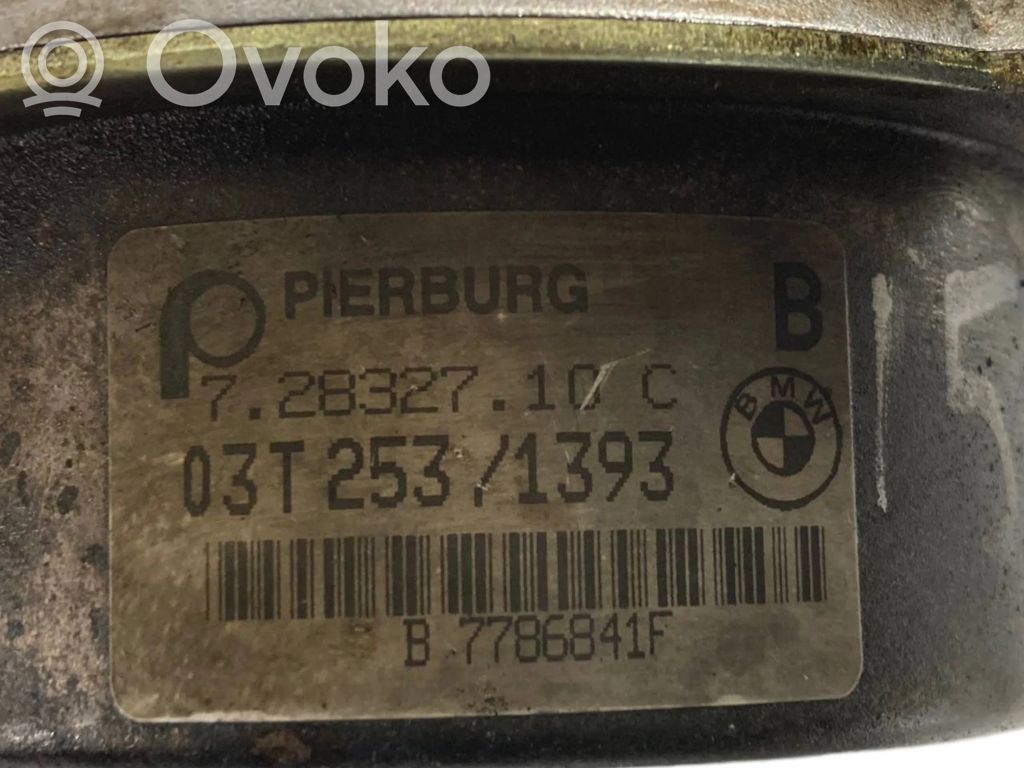 Ovoko
PIERBURG B
7.28327.10 C
BMW
03T 253/1393
B 7786841F